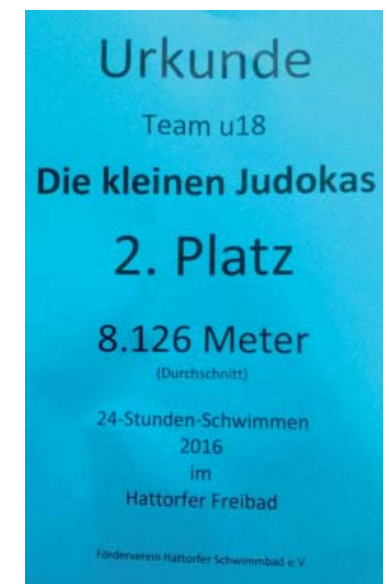 Urkunde
Team u18
Die kleinen Judokas
2. Platz
8.126 Meter
(Durchschnitt)
24-Stunden-Schwimmen
2016
im
Hattorfer Freibad
Förderverein Hattorfer Schwimmbad e.V.